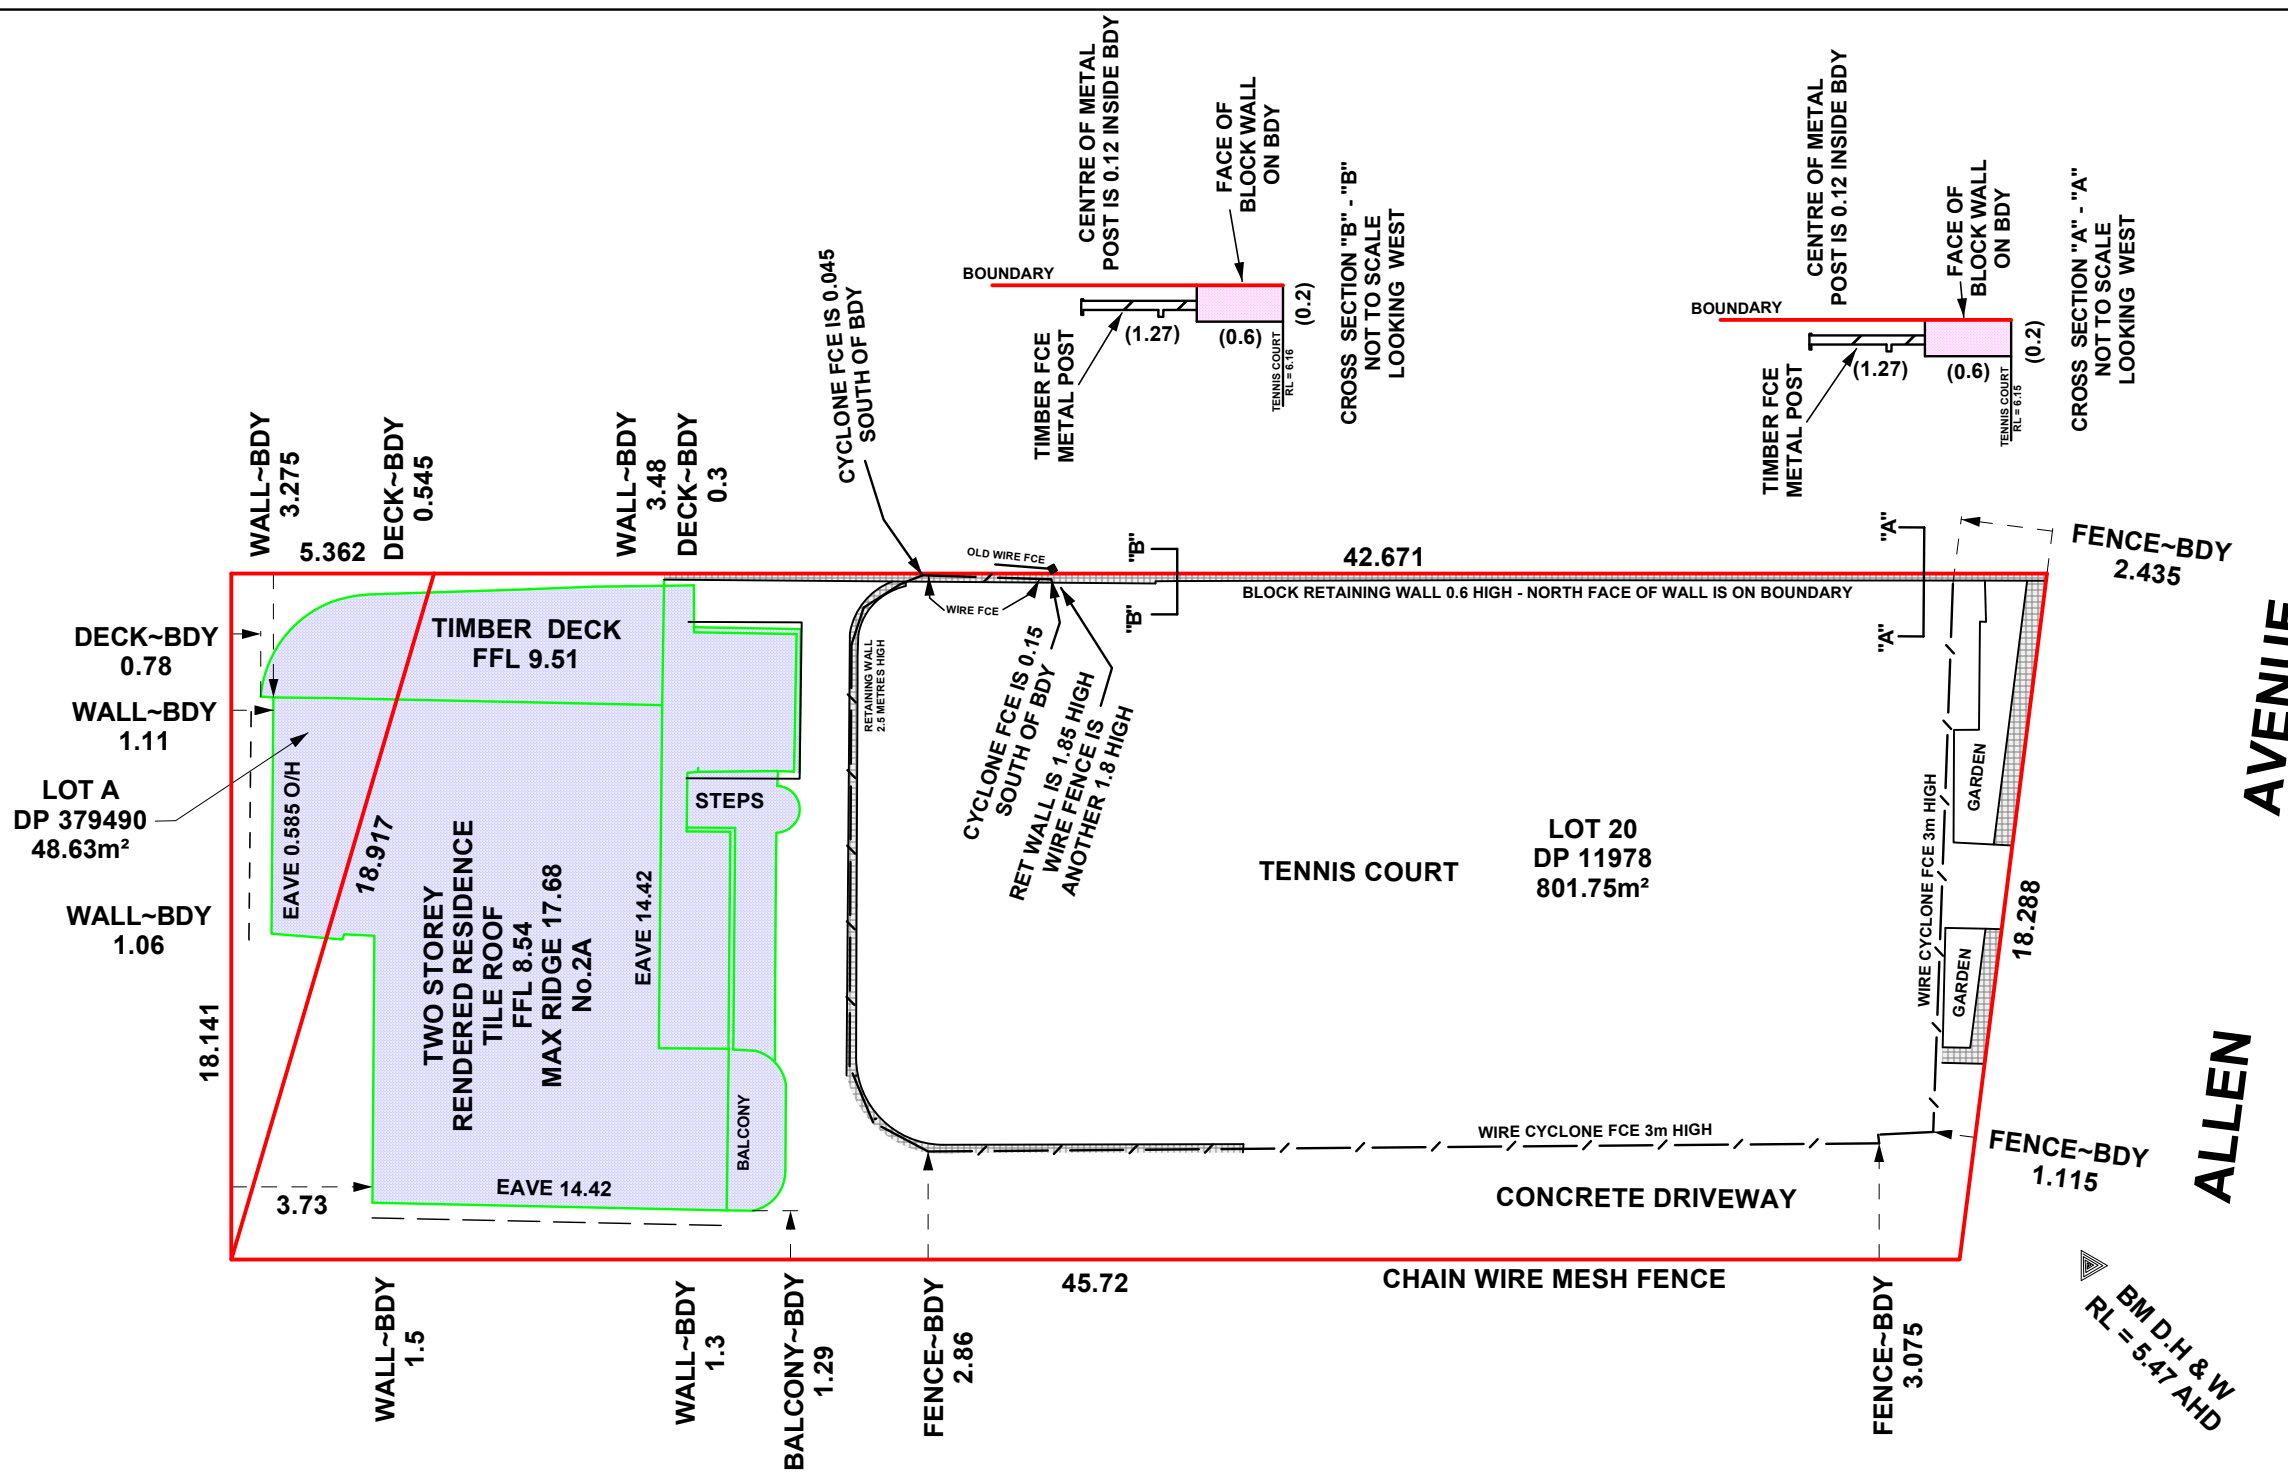 CENTRE OF METAL
POST IS 0.12 INSIDE BDY
FACE OF
BLOCK WALL
ON BDY
BOUNDARY
(1.27)
(0.6)
(0.2)
TIMBER FCE
METAL POST
TENNIS COURT
RL = 6.16
CROSS SECTION "B" - "B"
NOT TO SCALE
LOOKING WEST
CENTRE OF METAL
POST IS 0.12 INSIDE BDY
FACE OF
BLOCK WALL
ON BDY
BOUNDARY
(1.27)
(0.6)
(0.2)
TIMBER FCE
METAL POST
TENNIS COURT
RL = 6.15
CROSS SECTION "A" - "A"
NOT TO SCALE
LOOKING WEST
CYCLONE FCE IS 0.045
SOUTH OF BDY
WALL~BDY
3.275
5.362
DECK~BDY
0.545
WALL~BDY
3.48
DECK~BDY
0.3
OLD WIRE FCE
"B"
"B"
42.671
"A"
"A"
FENCE~BDY
2.435
BLOCK RETAINING WALL 0.6 HIGH - NORTH FACE OF WALL IS ON BOUNDARY
WIRE FCE
DECK~BDY
0.78
TIMBER DECK
FFL 9.51
WALL~BDY
1.11
LOT A
DP 379490
48.63m²
WALL~BDY
1.06
EAVE 0.585 O/H
18.917
18.141
TWO STOREY
RENDERED RESIDENCE
TILE ROOF
FFL 8.54
MAX RIDGE 17.68
No.2A
EAVE 14.42
STEPS
BALCONY
EAVE 14.42
3.73
RETAINING WALL
2.5 METRES HIGH
CYCLONE FCE IS 0.15
SOUTH OF BDY
RET WALL IS 1.85 HIGH
WIRE FENCE IS
ANOTHER 1.8 HIGH
TENNIS COURT
LOT 20
DP 11978
801.75m²
WIRE CYCLONE FCE 3m HIGH
GARDEN
GARDEN
18.288
AVENUE
ALLEN
WIRE CYCLONE FCE 3m HIGH
FENCE~BDY
1.115
CONCRETE DRIVEWAY
45.72
CHAIN WIRE MESH FENCE
WALL~BDY
1.5
WALL~BDY
1.3
BALCONY~BDY
1.29
FENCE~BDY
2.86
FENCE~BDY
3.075
BM D.H & W
RL = 5.47 AHD